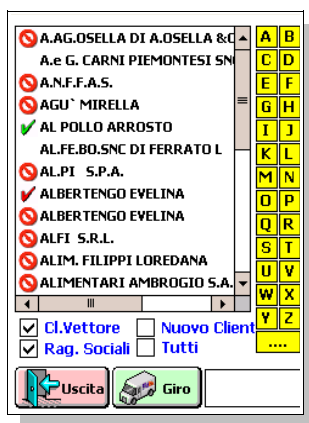 A.AG.OSELLA DI A.OSELLA &C
A.e G. CARNI PIEMONTESI SN
A.N.F.F.A.S.
AGU` MIRELLA
AL POLLO ARROSTO
AL.FE.BO.SNC DI FERRATO L
AL.PI S.P.A.
ALBERTENGO EVELINA
ALBERTENGO EVELINA
ALFI S.R.L.
ALIM. FILIPPI LOREDANA
ALIMENTARI AMBROGIO S.A.
A B
C D
E F
G H
I J
K L
M N
O P
Q R
S T
U V
W X
Y Z
....
Cl.Vettore Nuovo Client
Rag. Sociali Tutti
Uscita Giro